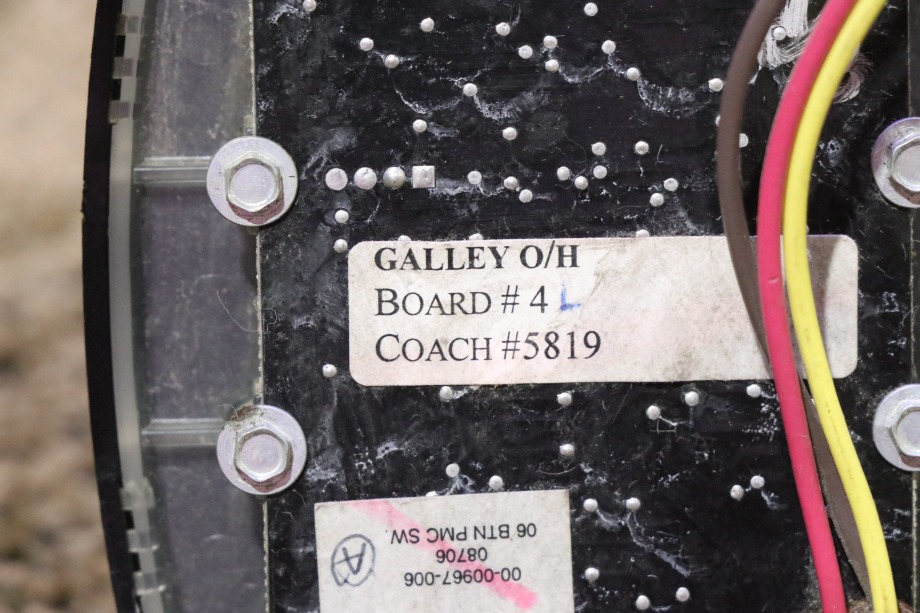 GALLEY O/H
BOARD # 4 L
COACH #5819
00-00967-006
08706
06 BTN PMC SW.
A